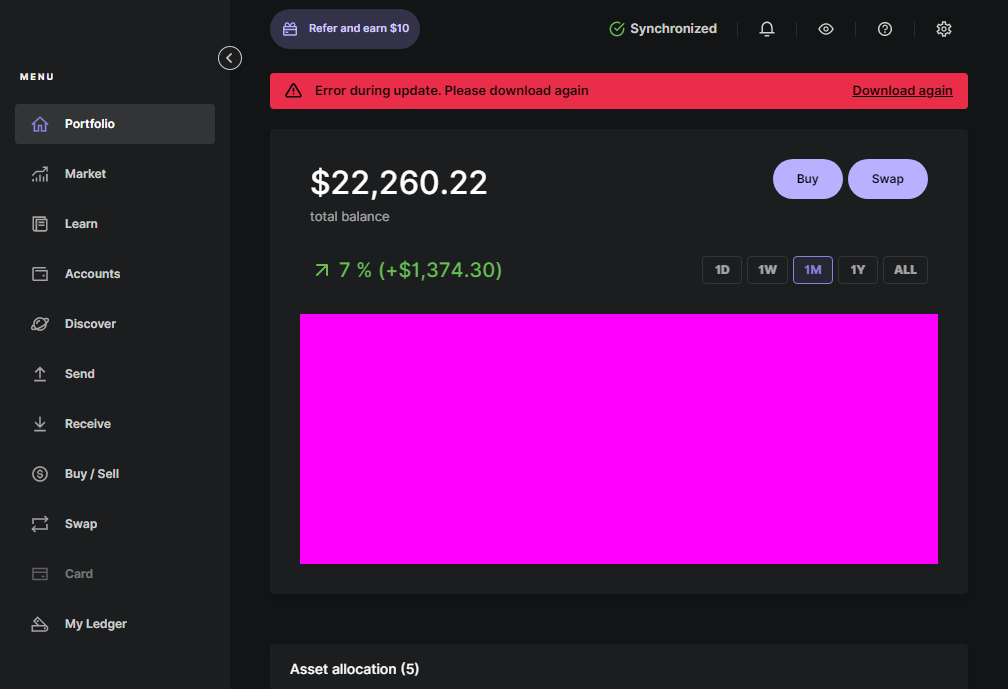 Refer and earn $10
Synchronized
MENU
Error during update. Please download again
Download again
Portfolio
Market
Learn
Accounts
Discover
Send
Receive
Buy / Sell
Swap
Card
My Ledger
$22,260.22
total balance
Buy
Swap
7 % (+$1,374.30)
1D
1W
1M
1Y
ALL
Asset allocation (5)